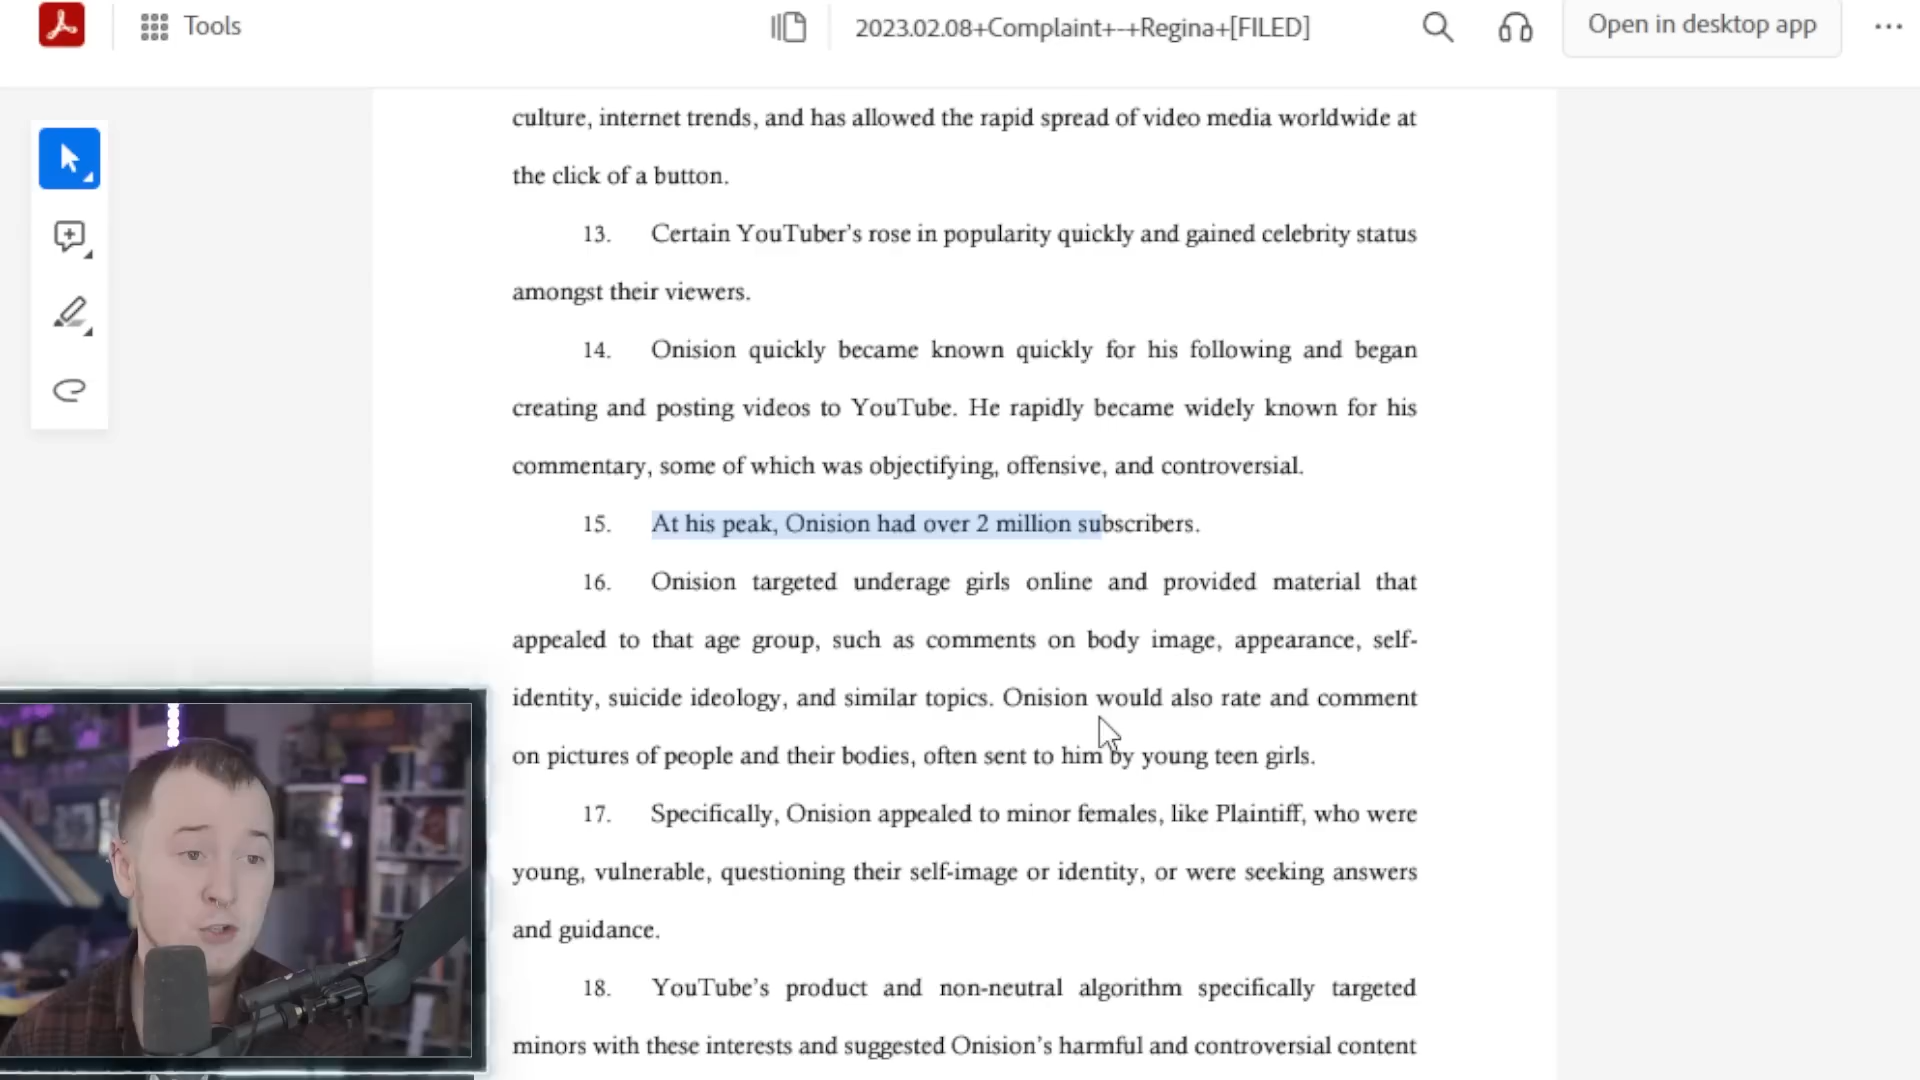 Tools
2023.02.08+Complaint+-+Regina+[FILED]
Open in desktop app
culture, internet trends, and has allowed the rapid spread of video media worldwide at
the click of a button.
13. Certain YouTuber's rose in popularity quickly and gained celebrity status
amongst their viewers.
14. Onision quickly became known quickly for his following and began
creating and posting videos to YouTube. He rapidly became widely known for his
commentary, some of which was objectifying, offensive, and controversial.
15. At his peak, Onision had over 2 million subscribers.
16. Onision targeted underage girls online and provided material that
appealed to that age group, such as comments on body image, appearance, self-
identity, suicide ideology, and similar topics. Onision would also rate and comment
on pictures of people and their bodies, often sent to him by young teen girls.
17. Specifically, Onision appealed to minor females, like Plaintiff, who were
young, vulnerable, questioning their self-image or identity, or were seeking answers
and guidance.
18. YouTube's product and non-neutral algorithm specifically targeted
minors with these interests and suggested Onision's harmful and controversial content